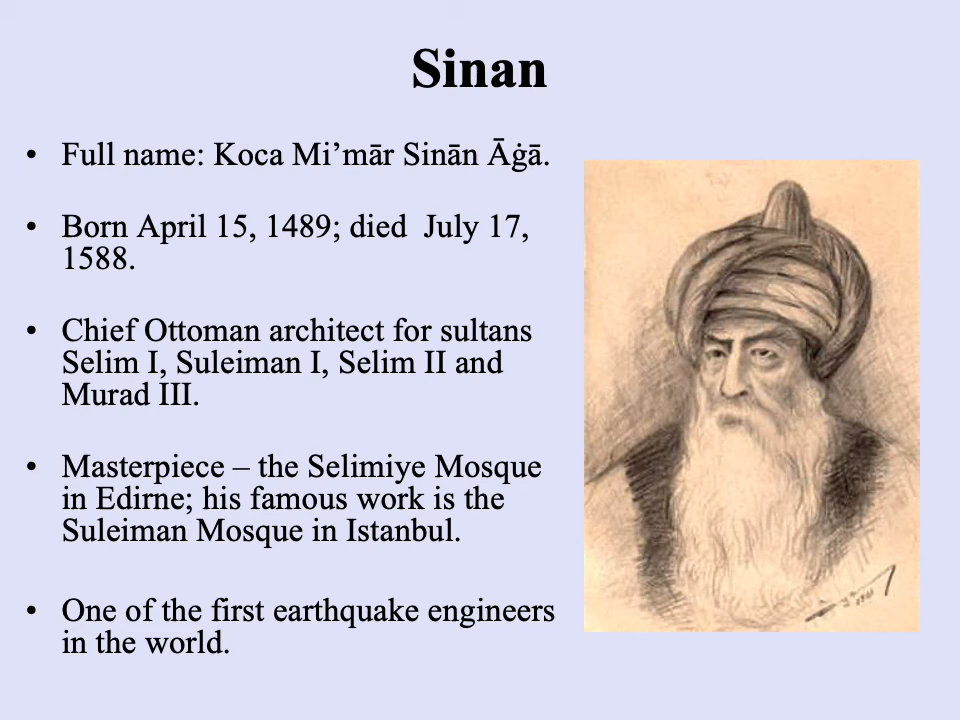 Sinan
• Full name: Koca Mi’mār Sinān Āġā.
• Born April 15, 1489; died  July 17,
1588.
• Chief Ottoman architect for sultans
Selim I, Suleiman I, Selim II and
Murad III.
• Masterpiece – the Selimiye Mosque
in Edirne; his famous work is the
Suleiman Mosque in Istanbul.
• One of the first earthquake engineers
in the world.